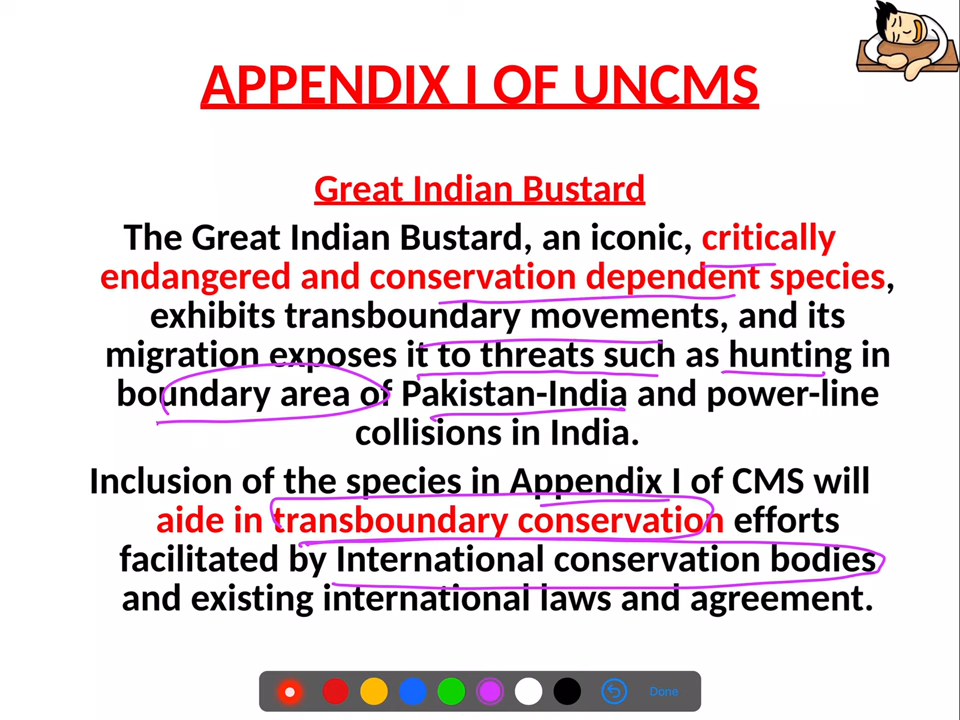 APPENDIX I OF UNCMS
Great Indian Bustard
The Great Indian Bustard, an iconic, critically
endangered and conservation dependent species,
exhibits transboundary movements, and its
migration exposes it to threats such as hunting in
boundary area of Pakistan-India and power-line
collisions in India.
Inclusion of the species in Appendix I of CMS will
aide in transboundary conservation efforts
facilitated by International conservation bodies
and existing international laws and agreement.
Done